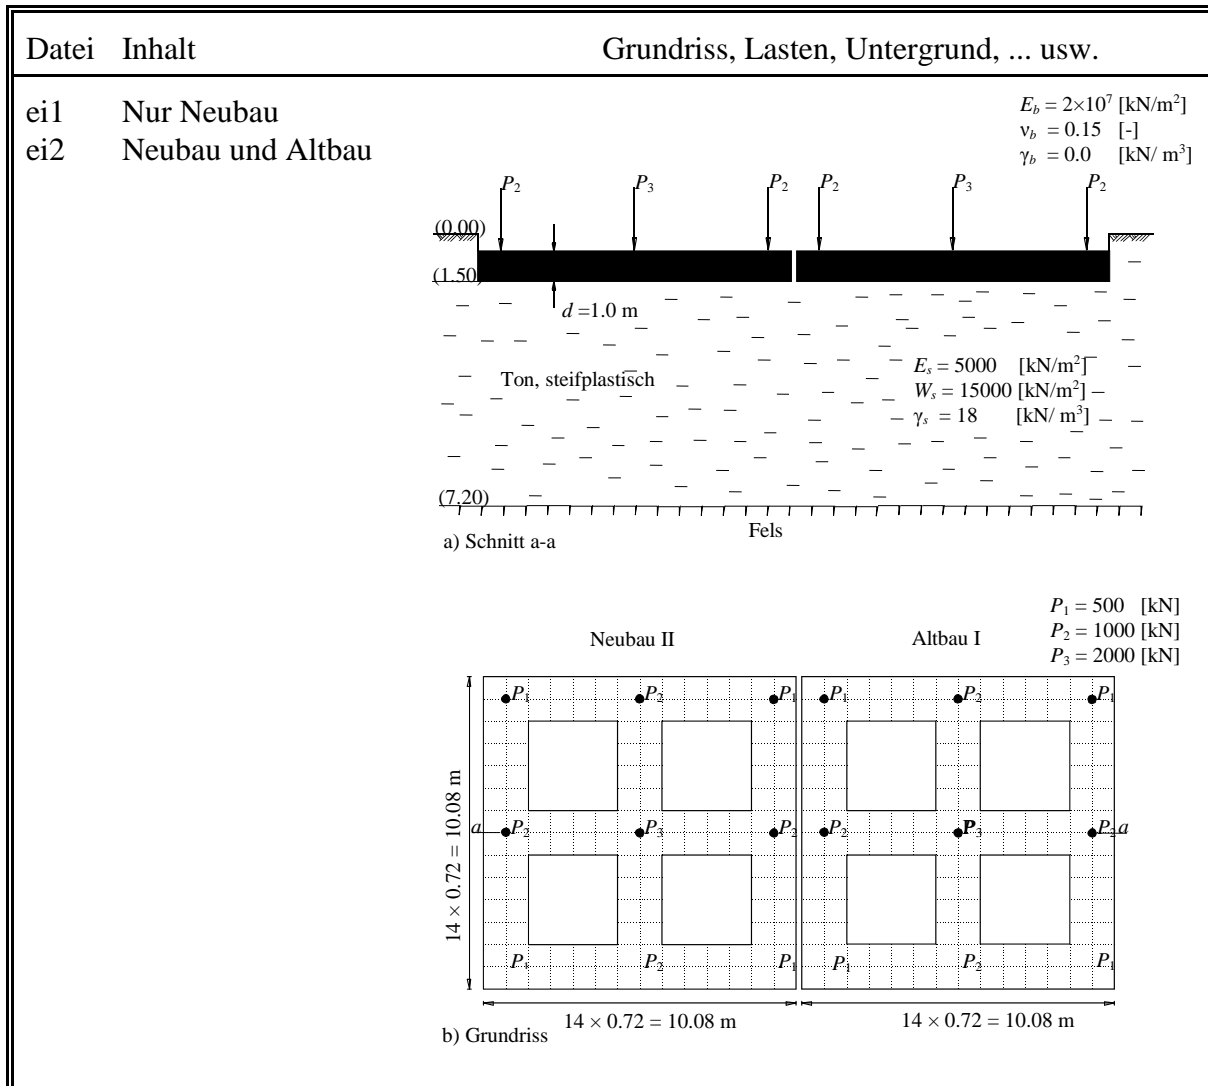 Datei Inhalt Grundriss, Lasten, Untergrund, ... usw.
ei1 Nur Neubau
ei2 Neubau und Altbau
E_b = 2×10⁷ [kN/m²]
ν_b = 0.15 [-]
γ_b = 0.0 [kN/ m³]
P₂ P₃ P₂ P₂ P₃ P₂
(0.00)
(1.50)
d =1.0 m
Ton, steifplastisch
E_s = 5000 [kN/m²]
W_s = 15000 [kN/m²]
γ_s = 18 [kN/ m³]
(7.20)
Fels
a) Schnitt a-a
P₁ = 500 [kN]
P₂ = 1000 [kN]
P₃ = 2000 [kN]
Neubau II Altbau I
P₁ P₂ P₁ P₁ P₂ P₁
14 × 0.72 = 10.08 m
a P₂ P₃ P₂ P₂ P₃ P₂ a
P₁ P₂ P₁ P₁ P₂ P₁
14 × 0.72 = 10.08 m 14 × 0.72 = 10.08 m
b) Grundriss